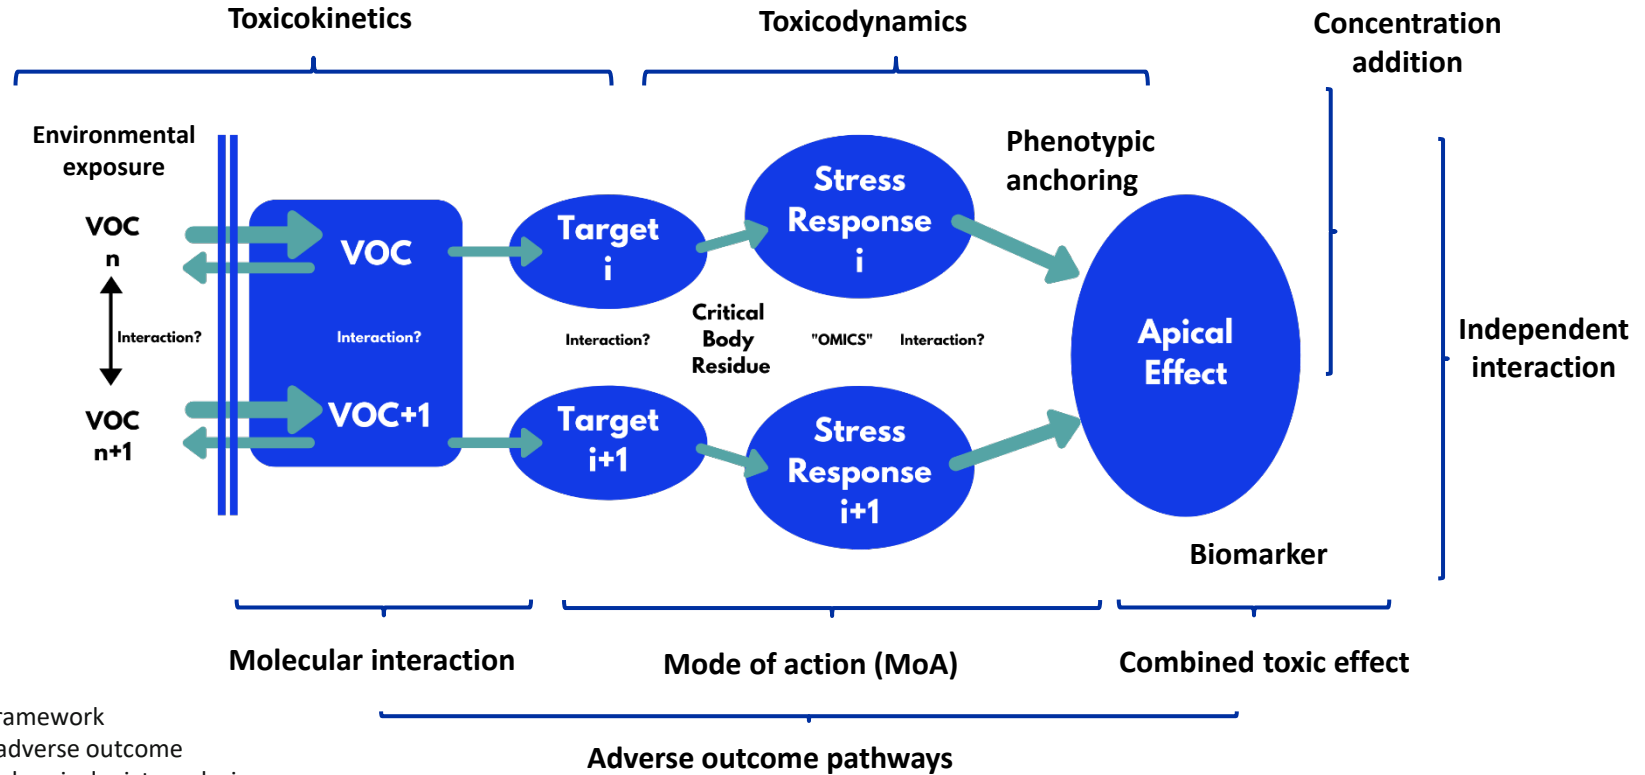 Toxicokinetics
Toxicodynamics
Concentration
addition
Environmental
exposure
Phenotypic
anchoring
VOC
n
VOC
Target
i
Stress
Response
i
Interaction?
Interaction?
Interaction?
Critical
Body
Residue
"OMICS"
Interaction?
Apical
Effect
Independent
interaction
VOC
n+1
VOC+1
Target
i+1
Stress
Response
i+1
Biomarker
Molecular interaction
Mode of action (MoA)
Combined toxic effect
ramework
adverse outcome
Adverse outcome pathways